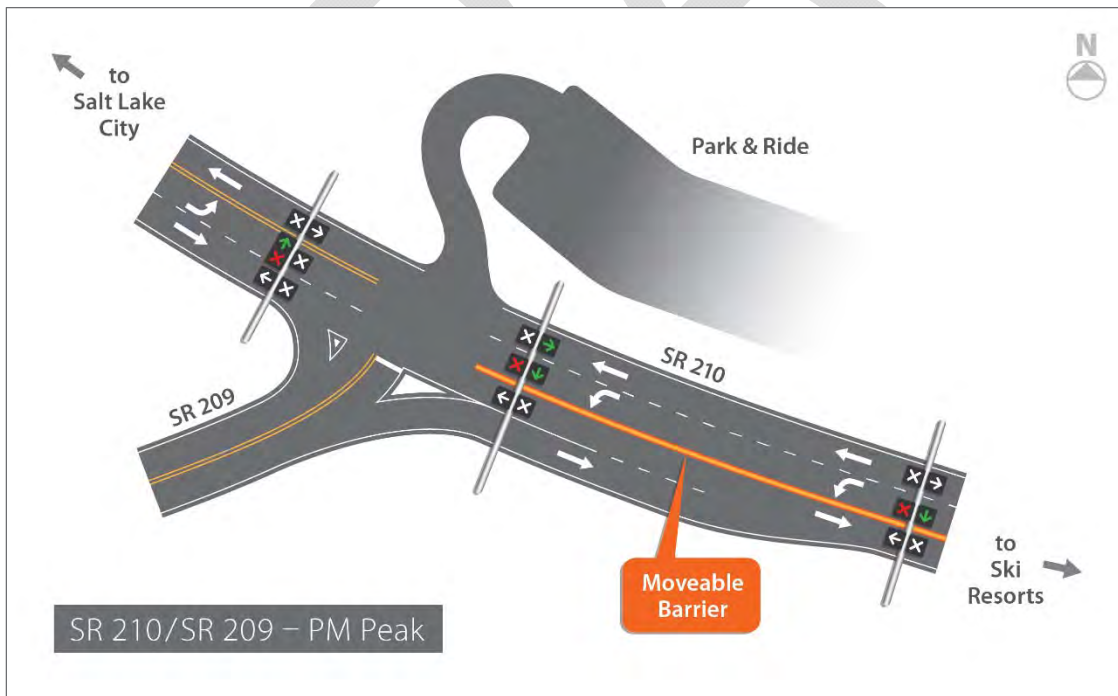 to
Salt Lake
City
N
Park & Ride
SR 210
SR 209
Moveable
Barrier
to
Ski
Resorts
SR 210/SR 209 – PM Peak